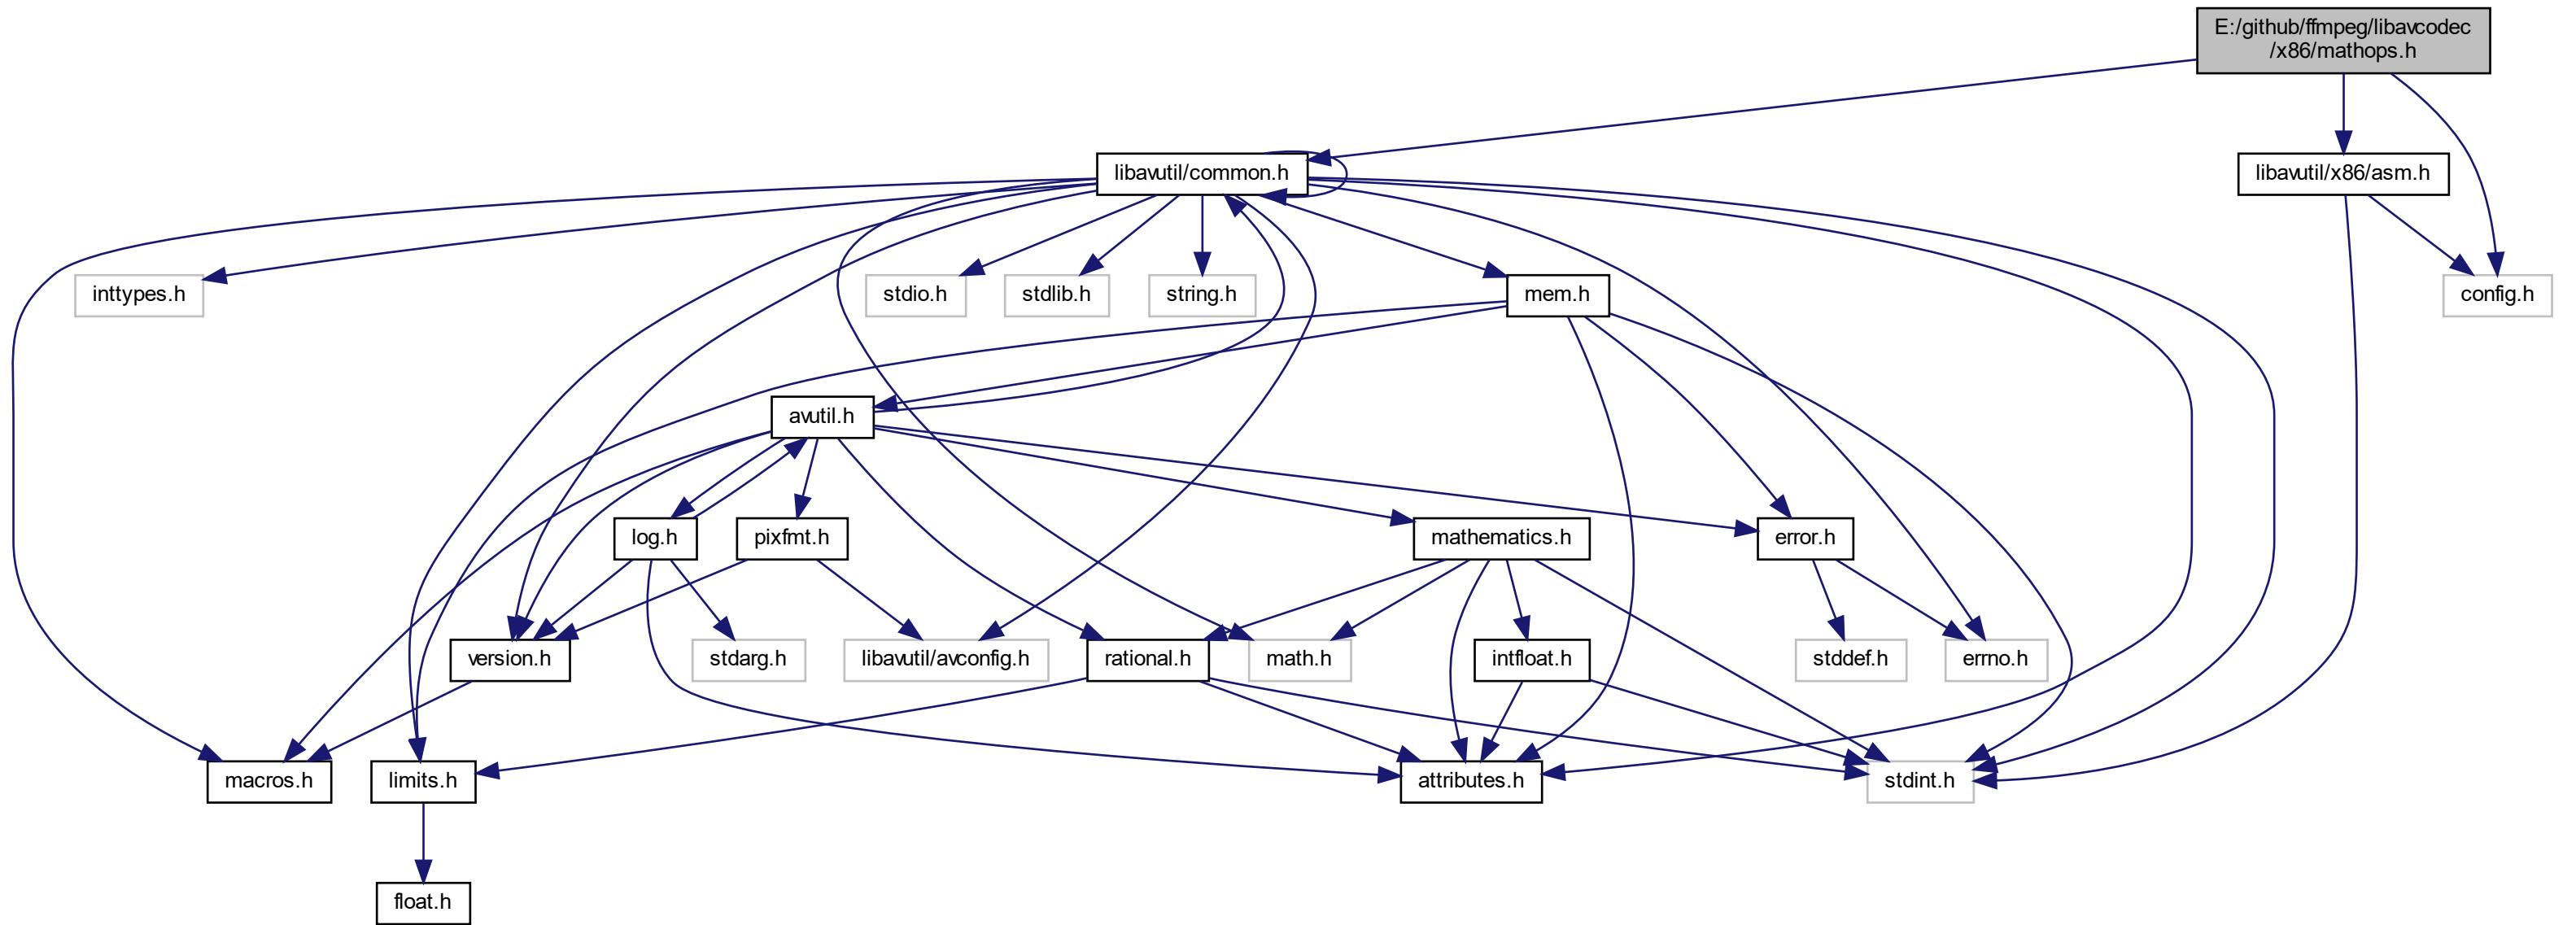 E:/github/ffmpeg/libavcodec
/x86/mathops.h
libavutil/common.h
libavutil/x86/asm.h
inttypes.h
stdio.h
stdlib.h
string.h
mem.h
config.h
avutil.h
log.h
pixfmt.h
mathematics.h
error.h
version.h
stdarg.h
libavutil/avconfig.h
rational.h
math.h
intfloat.h
stddef.h
errno.h
macros.h
limits.h
attributes.h
stdint.h
float.h